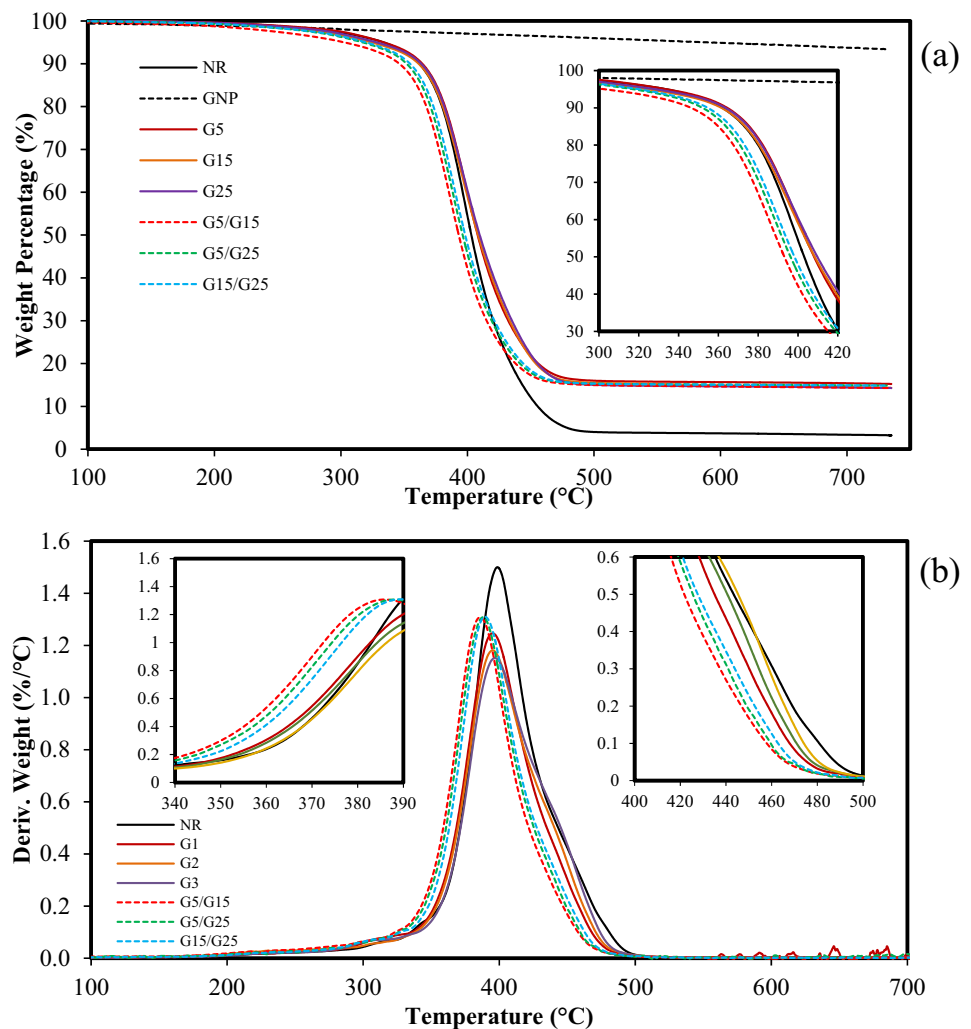 (a)
100
90
80
70
60
50
40
30
20
10
0
Weight Percentage (%)
NR
GNP
G5
G15
G25
G5/G15
G5/G25
G15/G25
100
90
80
70
60
50
40
30
300 320 340 360 380 400 420
100 200 300 400 500 600 700
Temperature (°C)
(b)
1.6
1.4
1.2
1.0
0.8
0.6
0.4
0.2
0.0
Deriv. Weight (%/°C)
1.6
1.4
1.2
1
0.8
0.6
0.4
0.2
0
340 350 360 370 380 390
0.6
0.5
0.4
0.3
0.2
0.1
0
400 420 440 460 480 500
NR
G1
G2
G3
G5/G15
G5/G25
G15/G25
100 200 300 400 500 600 700
Temperature (°C)